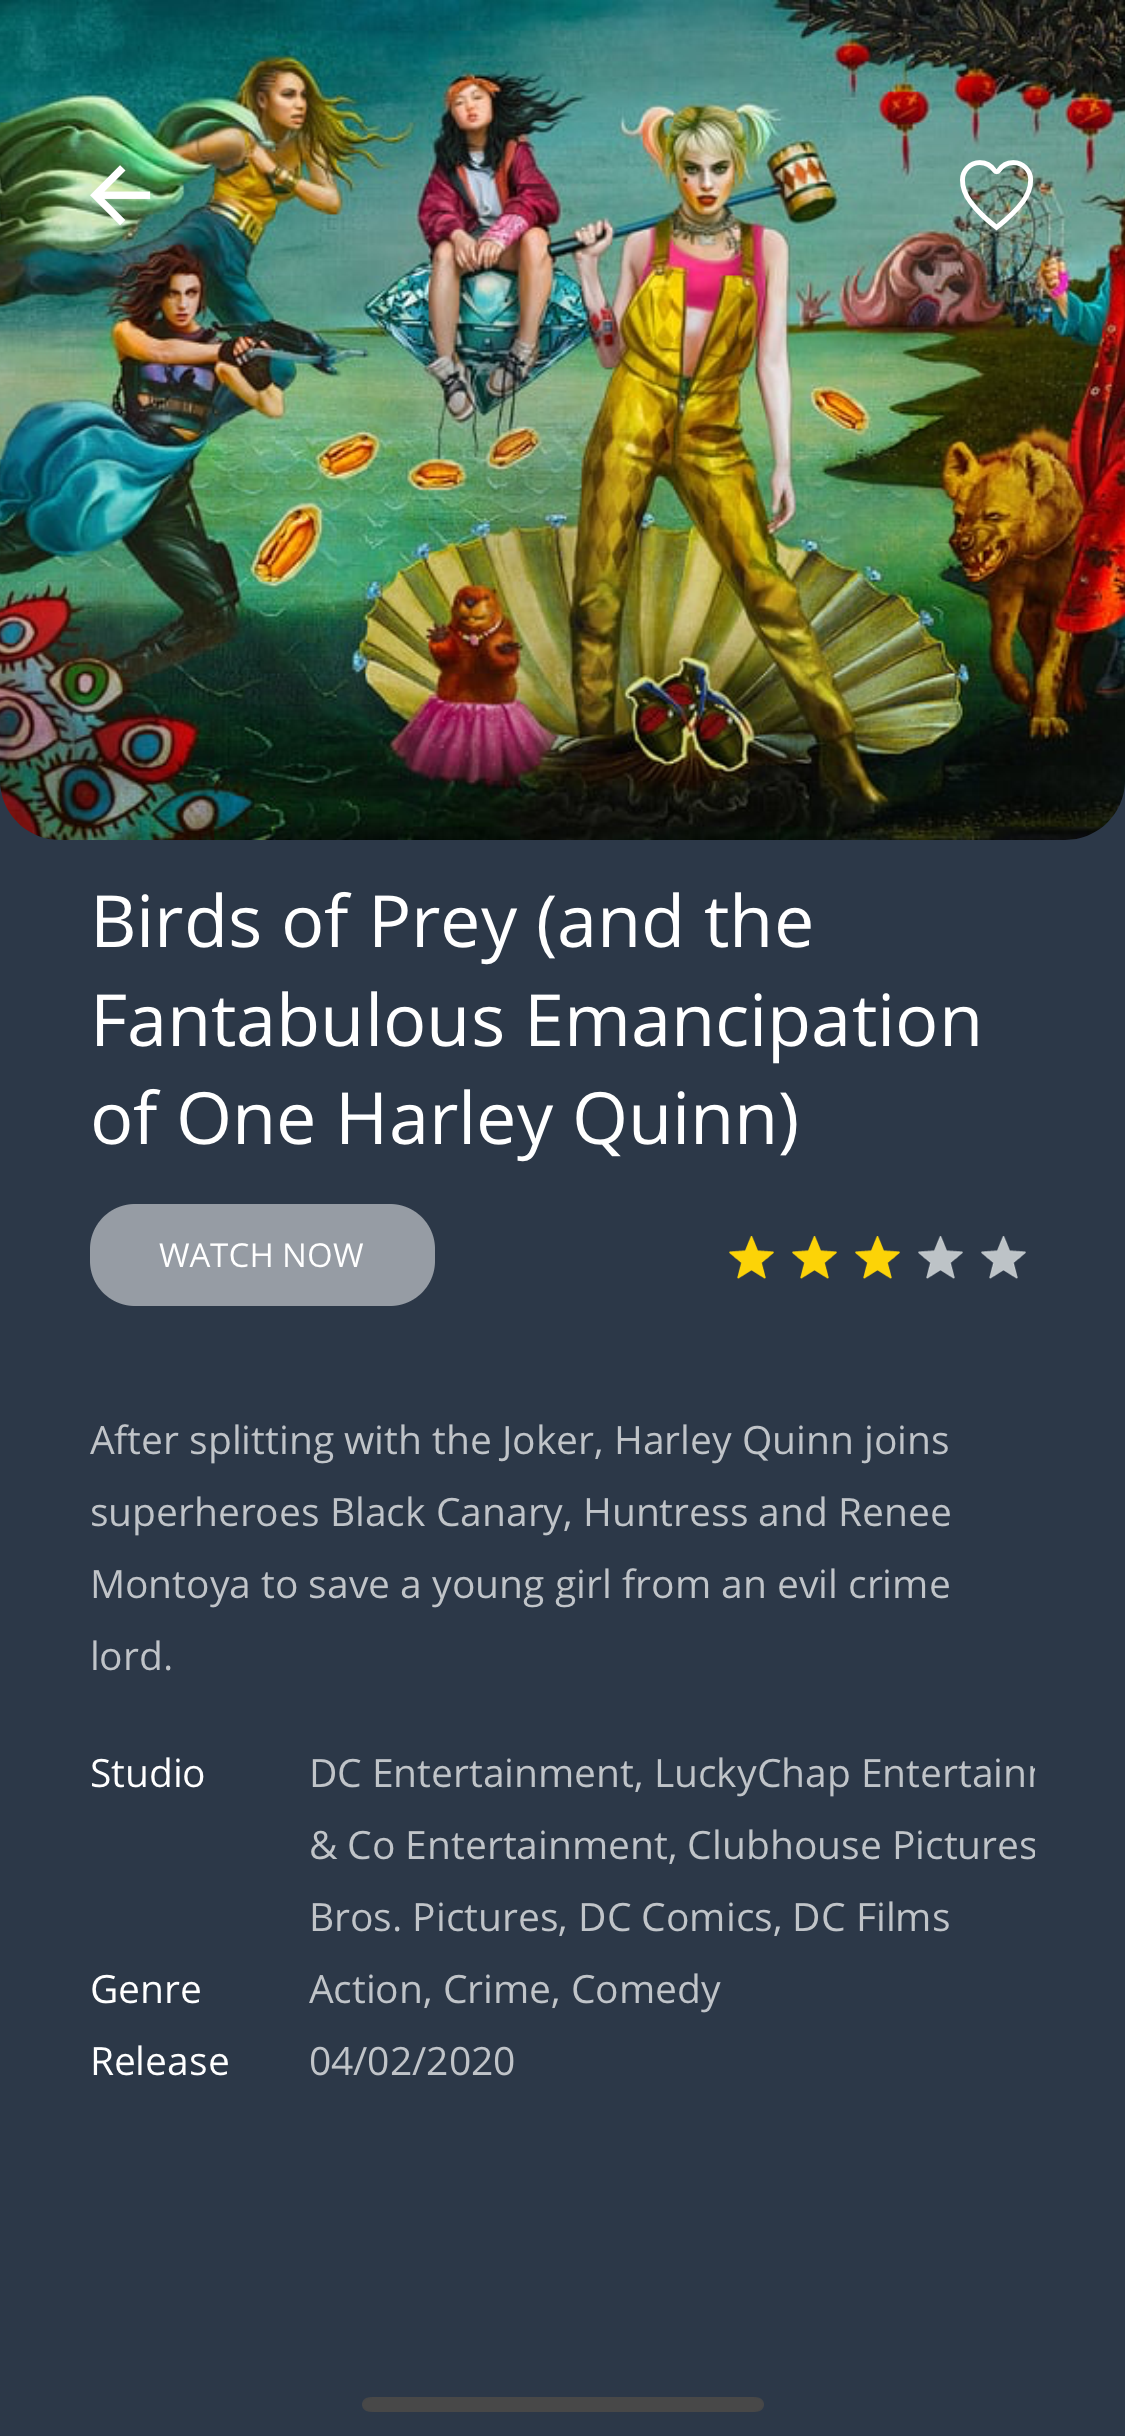 Birds of Prey (and the
Fantabulous Emancipation
of One Harley Quinn)
WATCH NOW
After splitting with the Joker, Harley Quinn joins
superheroes Black Canary, Huntress and Renee
Montoya to save a young girl from an evil crime
lord.
Studio DC Entertainment, LuckyChap
& Co Entertainment, Clubhouse Pictures
Bros. Pictures, DC Comics, DC Films
Genre Action, Crime, Comedy
Release 04/02/2020